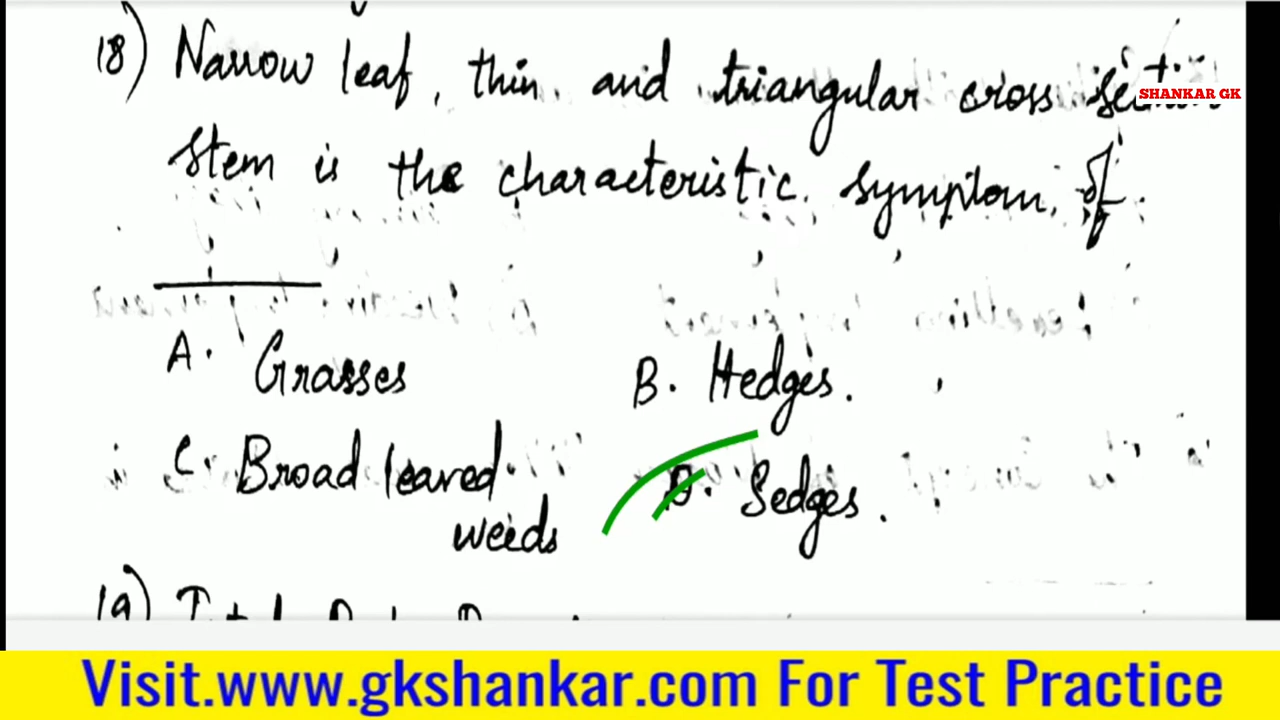 18) Narrow leaf, thin and triangular cross section
SHANKAR GK
stem is the characteristic symptom of
A. Grasses
B. Hedges.
C. Broad leaved
weeds
D. Sedges.
19)
Visit.www.gkshankar.com For Test Practice